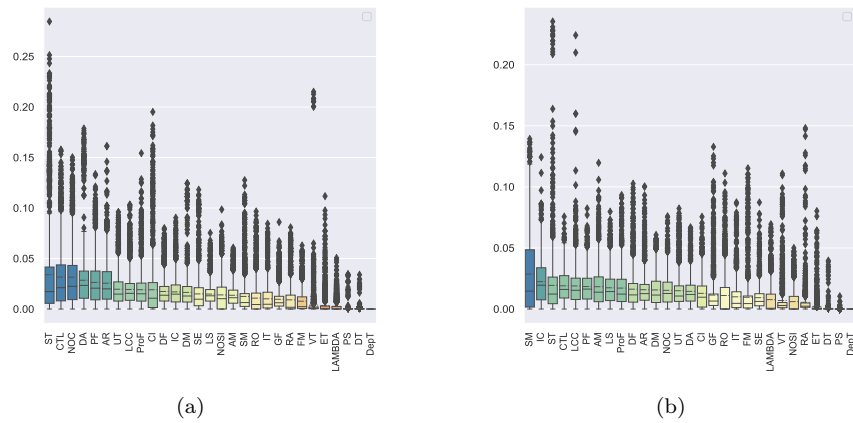 0.25
0.20
0.15
0.10
0.05
0.00
ST CTL NOC DA PF AR UT LCC ProF CI DF IC DM SE LS NOSI AM SM RO IT GF RA FM VT ET LAMBDA PS DT DepT
(a)
0.20
0.15
0.10
0.05
0.00
SM IC ST CTL LCC PF AM LS ProF DF AR DM NOC UT DA CI GF RO IT FM SE LAMBDA VT NOSI RA ET DT PS DepT
(b)